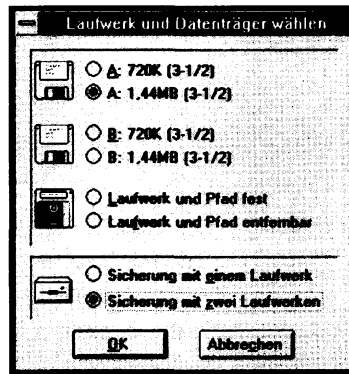 Laufwerk und Datenträger wählen
A: 720K (3-1/2)
A: 1,44MB (3-1/2)
B: 720K (3-1/2)
B: 1,44MB (3-1/2)
Laufwerk und Pfad fest
Laufwerk und Pfad entfernbar
Sicherung mit einem Laufwerk
Sicherung mit zwei Laufwerken
OK
Abbrechen